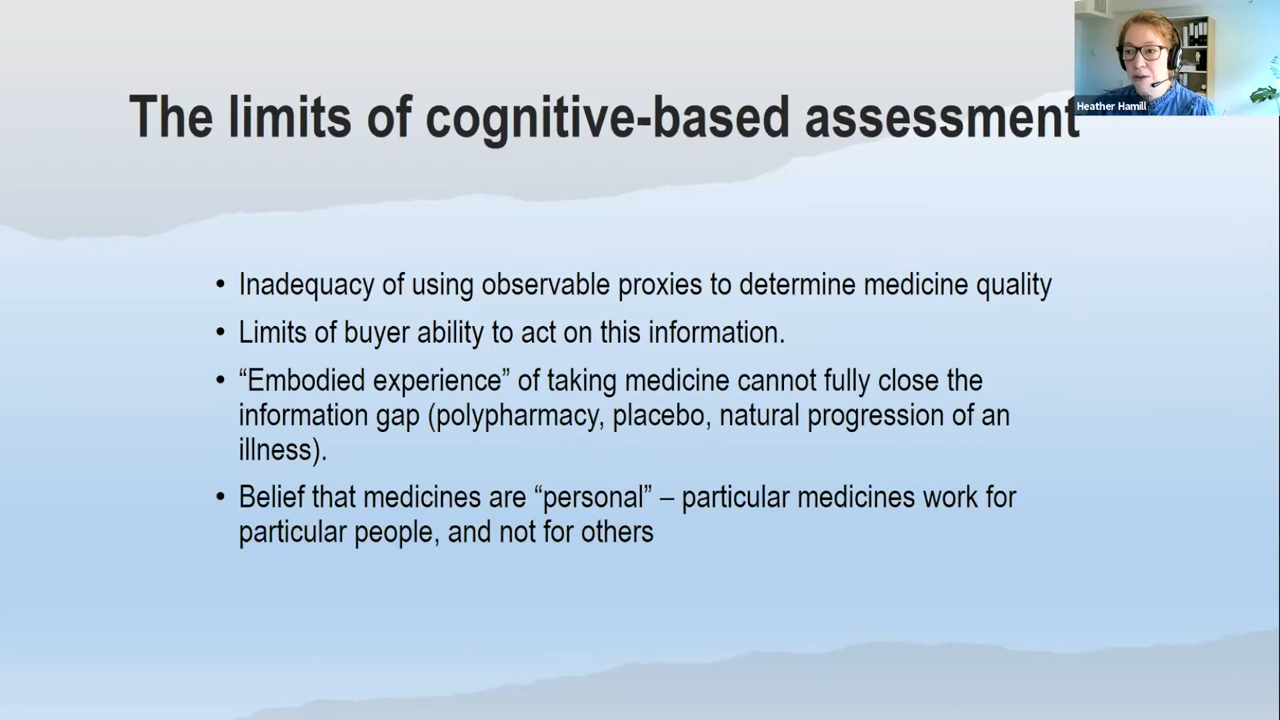 The limits of cognitive-based assessment
Heather Hamill
• Inadequacy of using observable proxies to determine medicine quality
• Limits of buyer ability to act on this information.
• “Embodied experience” of taking medicine cannot fully close the
information gap (polypharmacy, placebo, natural progression of an
illness).
• Belief that medicines are “personal” – particular medicines work for
particular people, and not for others